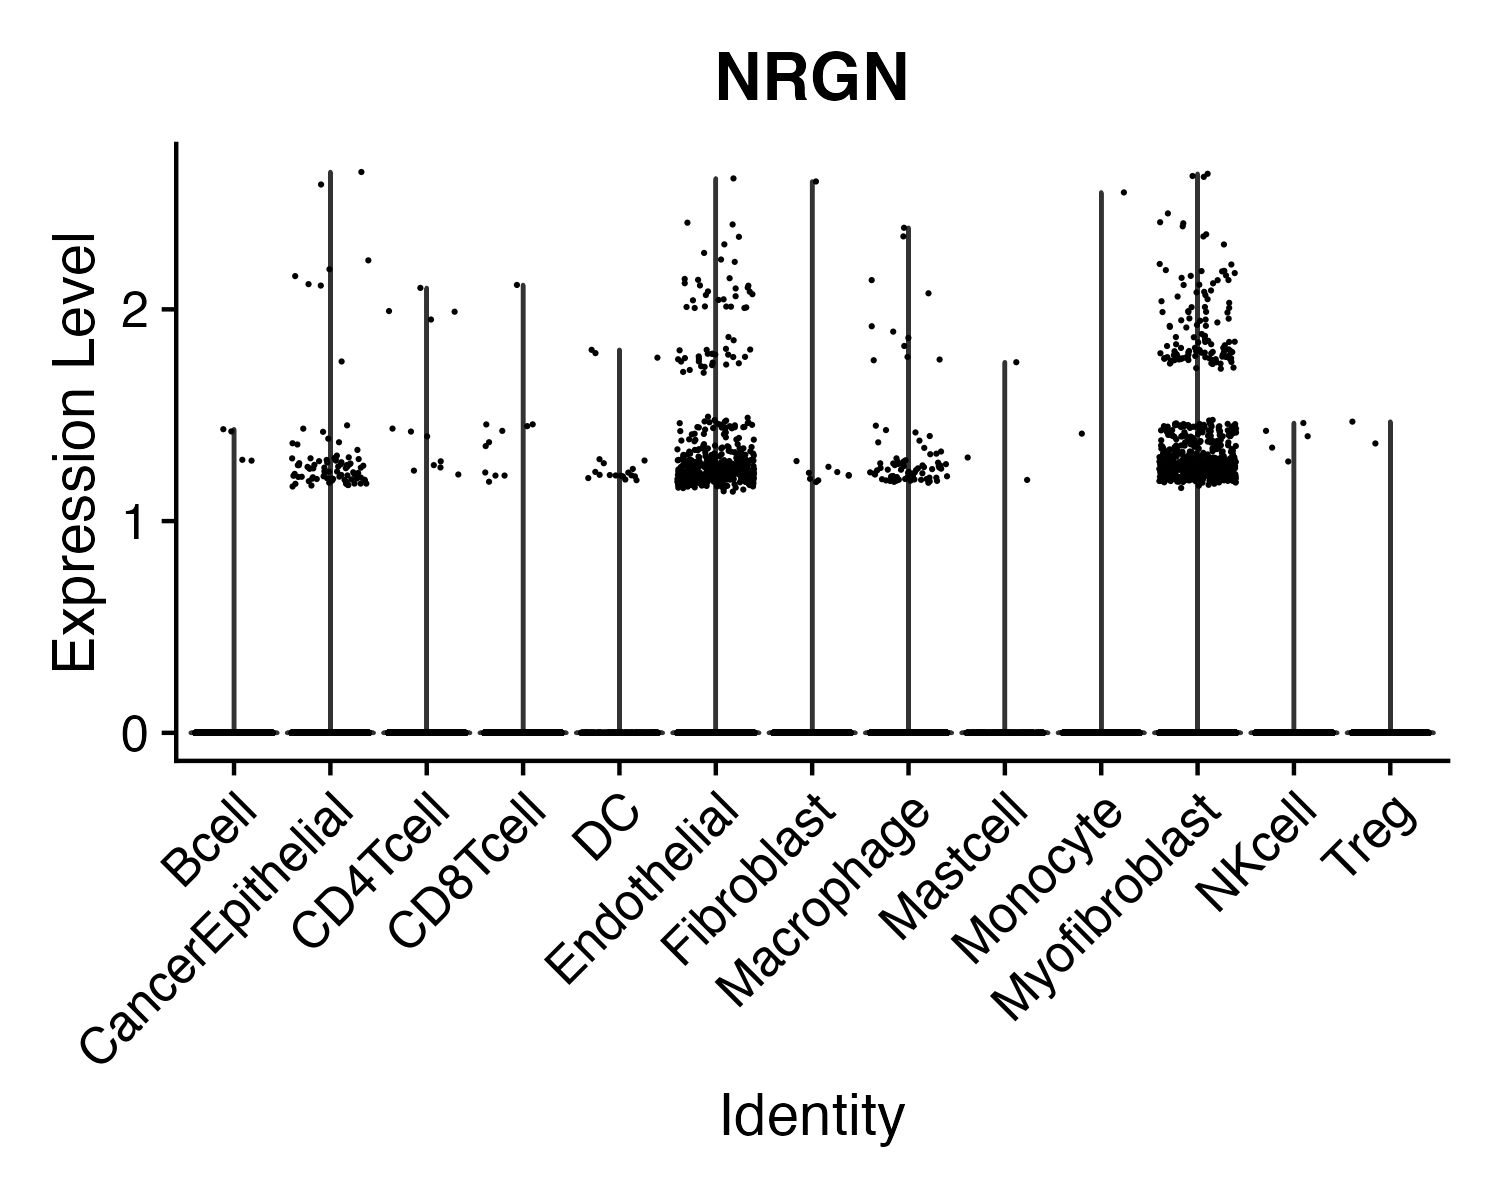 NRGN
Expression Level
2
1
0
Bcell
CancerEpithelial
CD4Tcell
CD8Tcell
DC
Endothelial
Fibroblast
Macrophage
Mastcell
Monocyte
Myofibroblast
NKcell
Treg
Identity